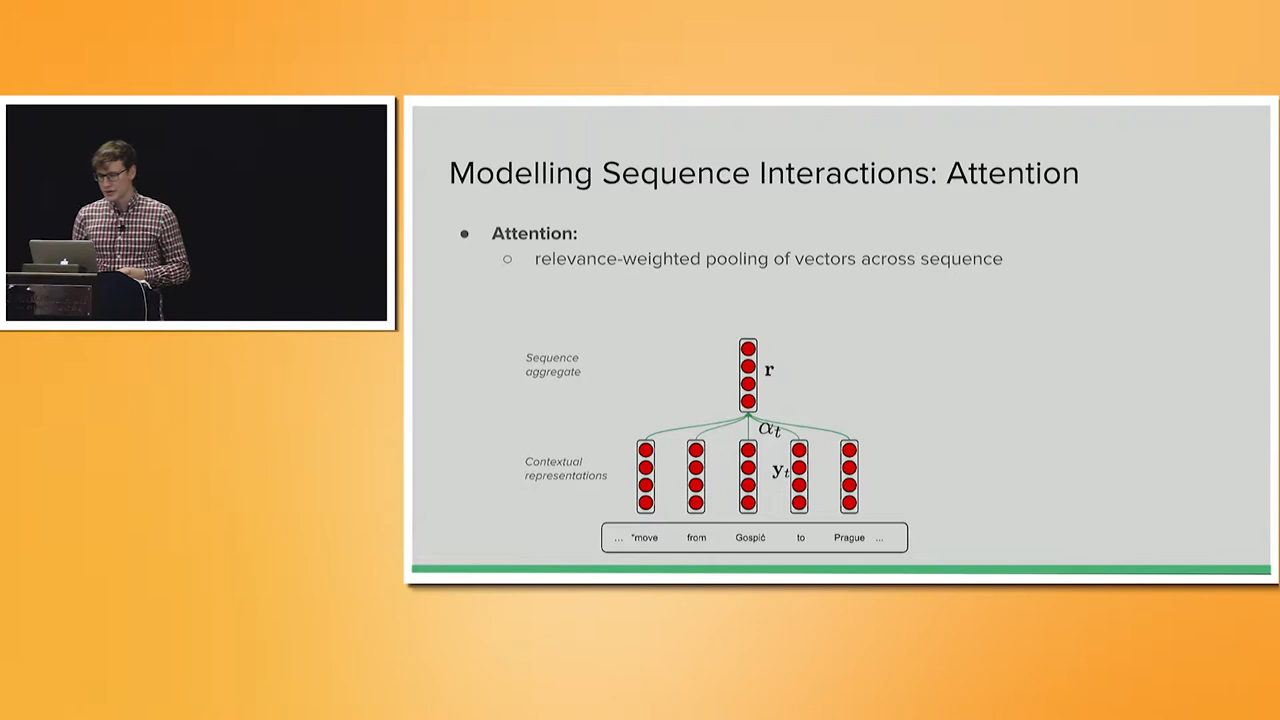 Modelling Sequence Interactions: Attention
● Attention:
○ relevance-weighted pooling of vectors across sequence
Sequence
aggregate
r
αt
Contextual
representations
yt
... "move from Gospić to Prague ...